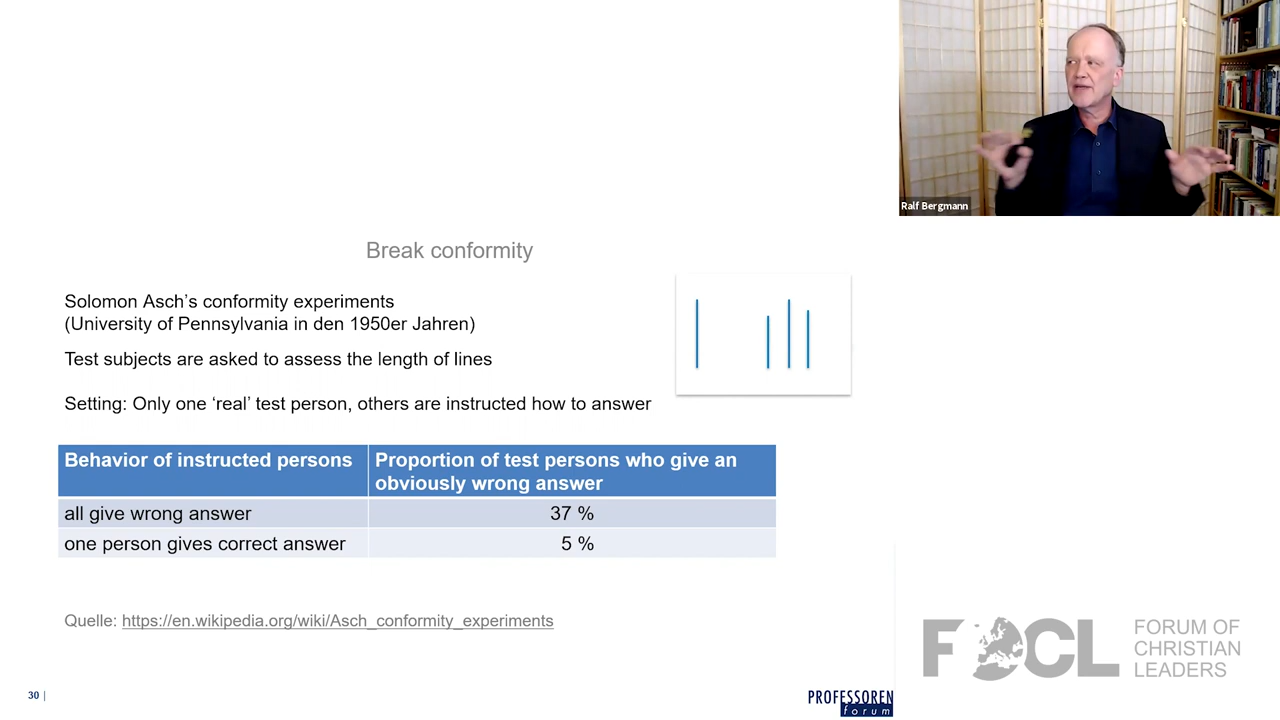 Ralf Bergmann
Break conformity
Solomon Asch's conformity experiments
(University of Pennsylvania in den 1950er Jahren)
Test subjects are asked to assess the length of lines
Setting: Only one 'real' test person, others are instructed how to answer
Behavior of instructed persons
Proportion of test persons who give an
obviously wrong answer
all give wrong answer
37 %
one person gives correct answer
5 %
Quelle: https://en.wikipedia.org/wiki/Asch_conformity_experiments
FOCL
FORUM OF
CHRISTIAN
LEADERS
30 |
PROFESSOREN
forum